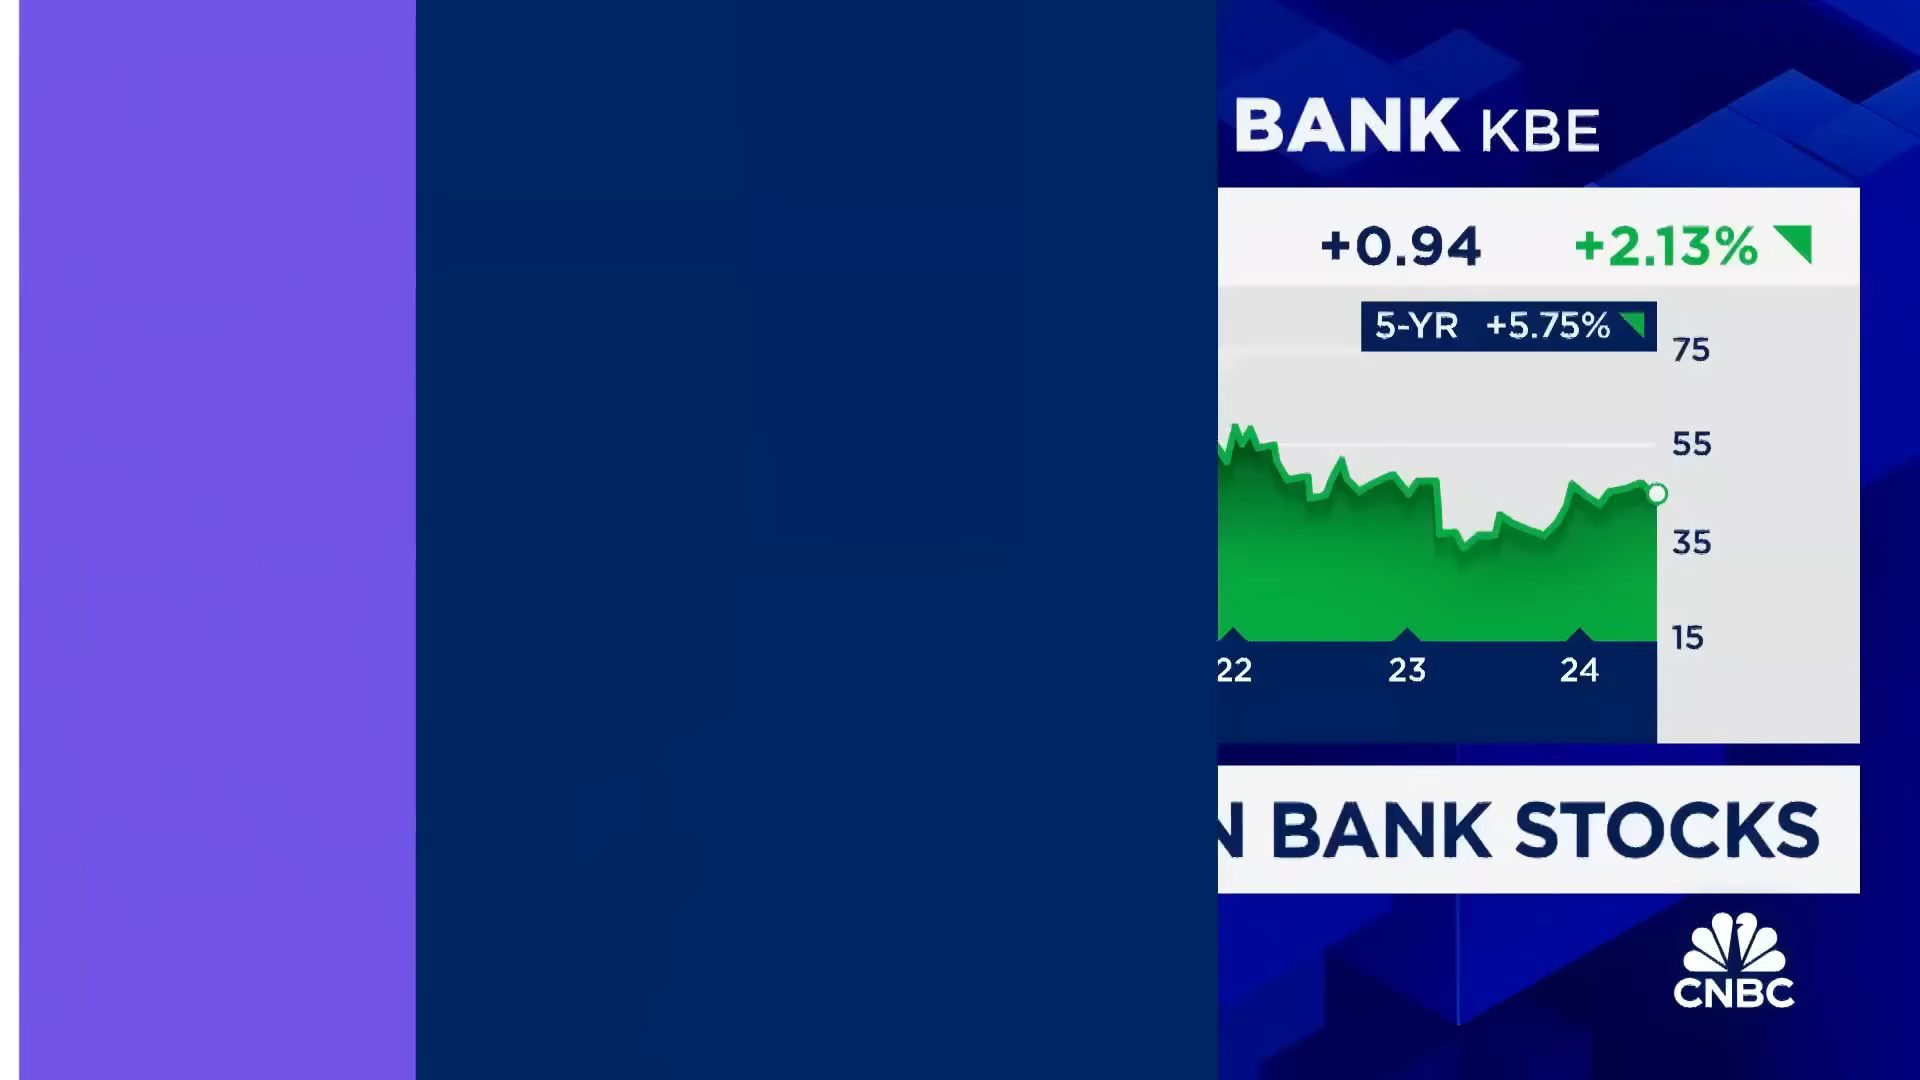 BANK KBE
+0.94 +2.13%
5-YR +5.75%
75
55
35
15
22 23 24
N BANK STOCKS
CNBC